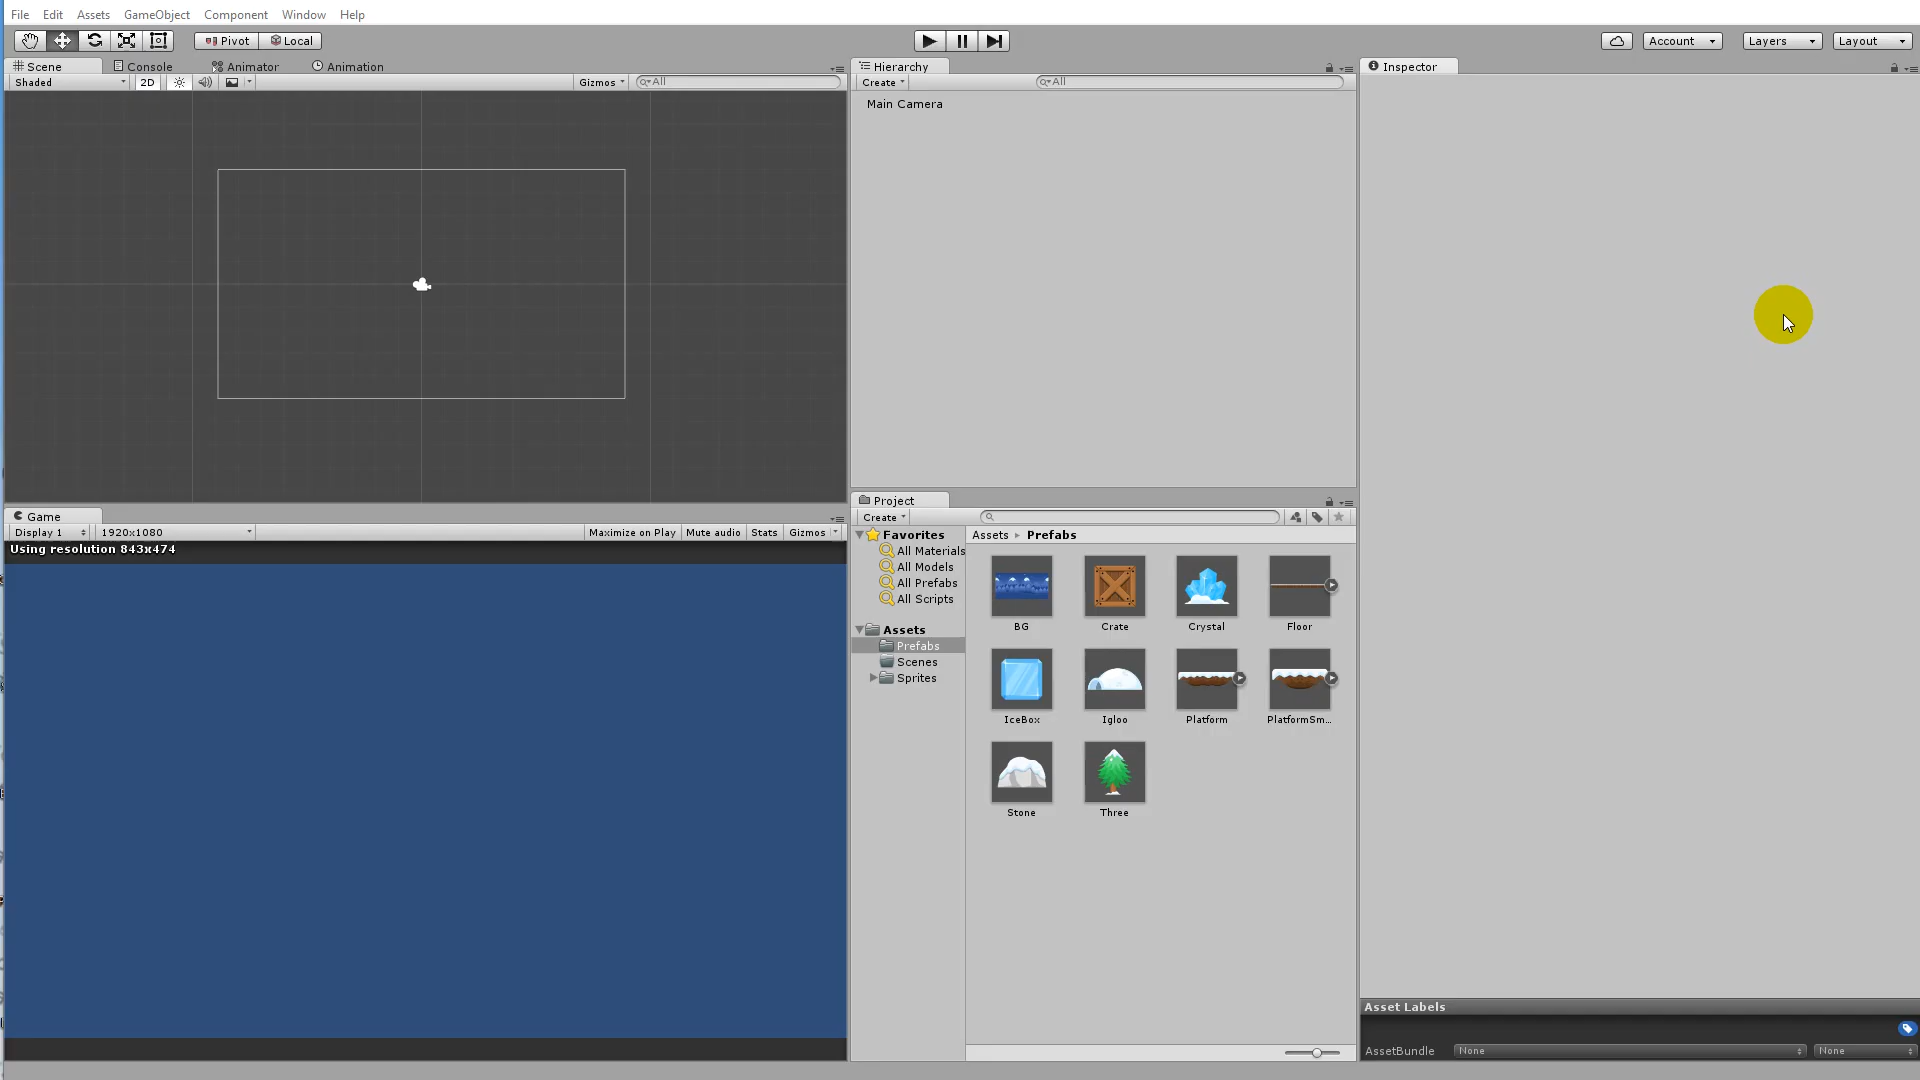 File Edit Assets GameObject Component Window Help
Pivot Local Account Layers Layout
Scene Console Animator Animation
Shaded 2D Gizmos All
Hierarchy
Create All
Main Camera
Inspector
Game
Display 1 1920x1080 Maximize on Play Mute audio Stats Gizmos
Using resolution 843x474
Project
Create
Favorites
All Materials
All Models
All Prefabs
All Scripts
Assets
Prefabs
Scenes
Sprites
Assets Prefabs
BG Crate Crystal Floor
IceBox Igloo Platform PlatformSm...
Stone Three
Asset Labels
AssetBundle None None